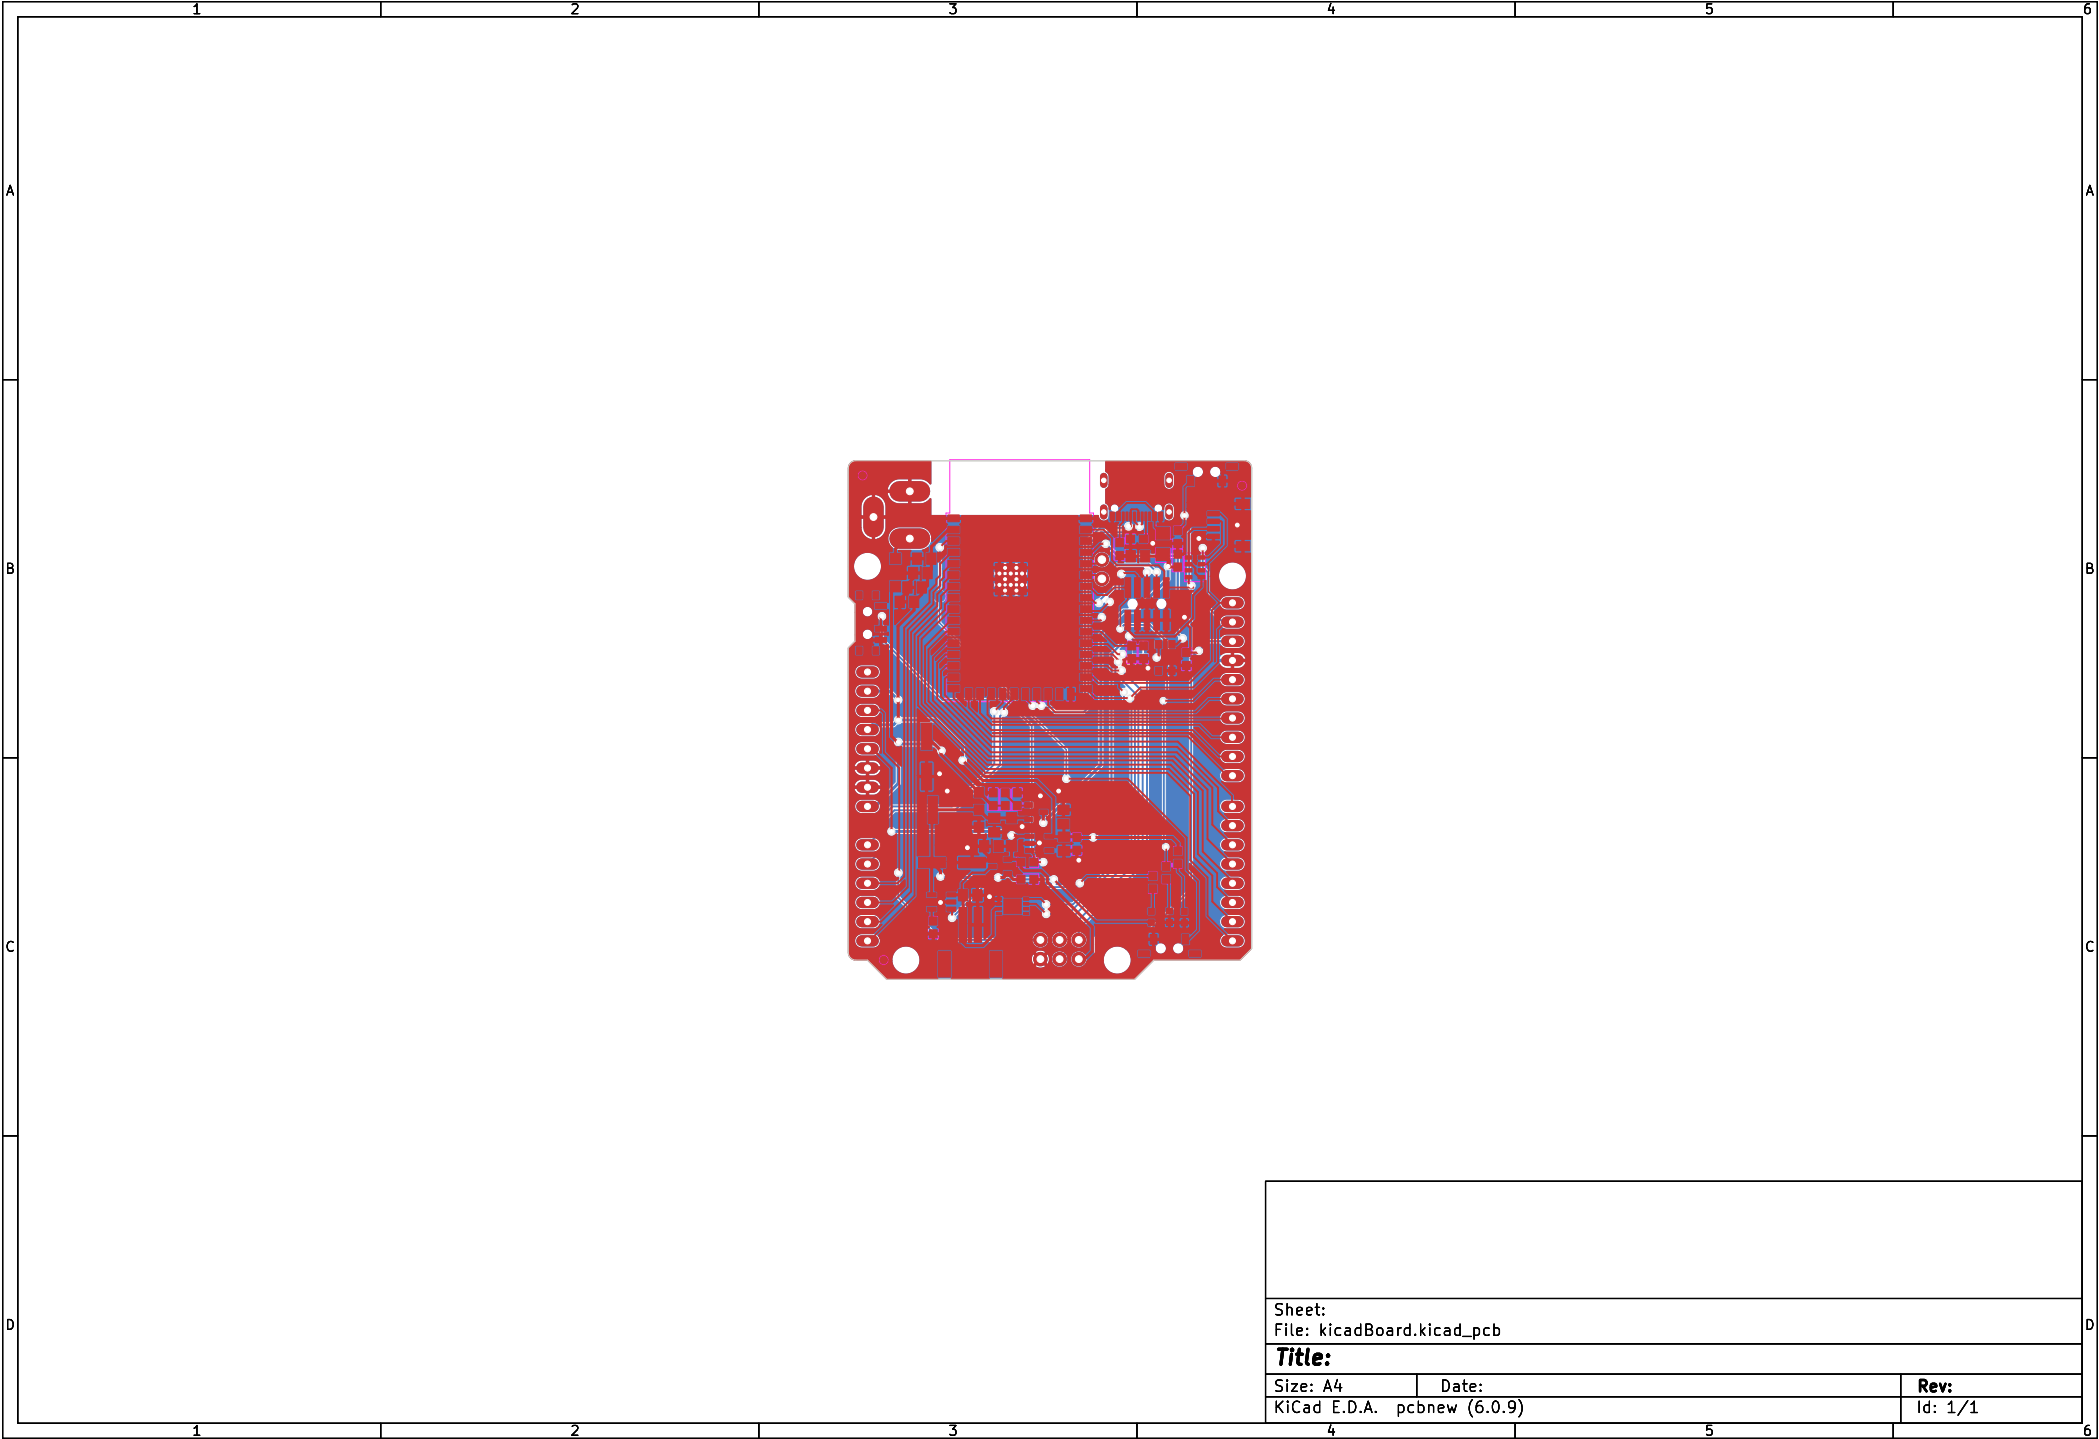 1 2 3 4 5 6
A A
B B
C C
D D
Sheet:
File: kicadBoard.kicad_pcb
Title:
Size: A4 Date: Rev:
KiCad E.D.A. pcbnew (6.0.9) Id: 1/1
1 2 3 4 5 6